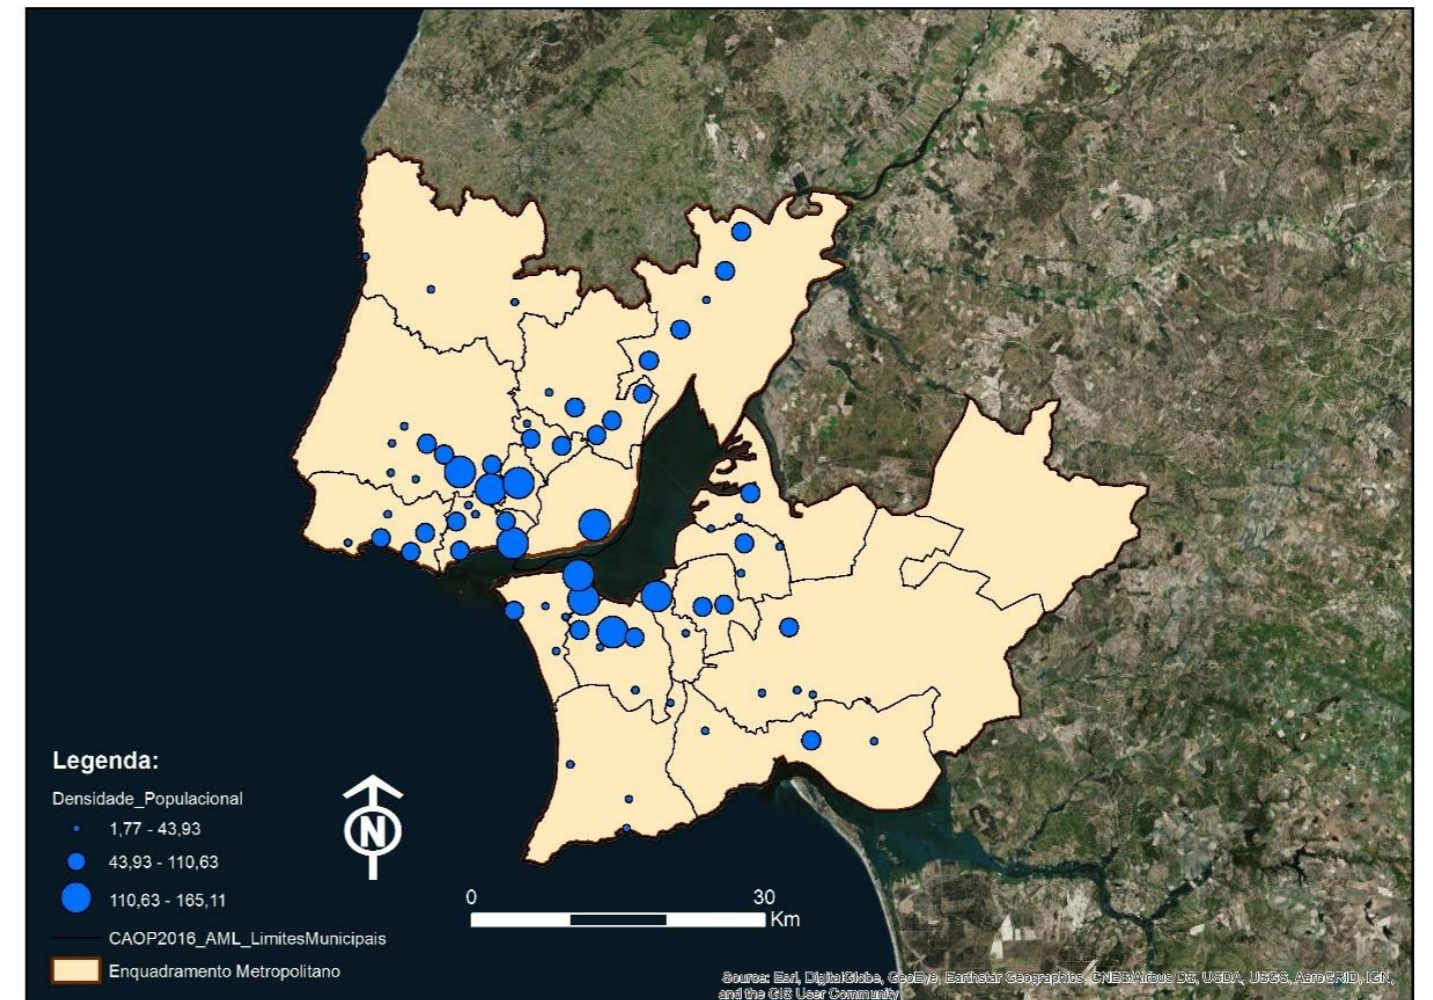 Legenda:
Densidade_Populacional
1,77 - 43,93
43,93 - 110,63
110,63 - 165,11
CAOP2016_AML_LimitesMunicipais
Enquadramento Metropolitano
N
0 30
Km
Source: Esri, DigitalGlobe, GeoEye, Earthstar Geographics, CNES/Airbus DS, USDA, USGS, AeroGRID, IGN,
and the GIS User Community